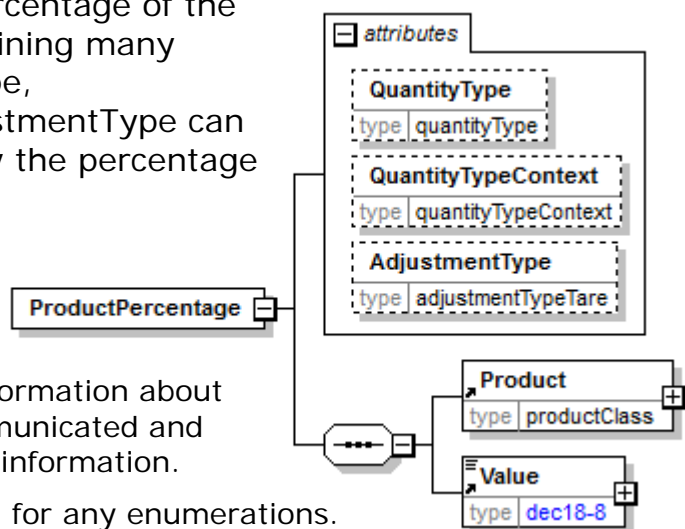 rcentage of the
ining many
e,
stmentType can
the percentage
attributes
QuantityType
type quantityType
QuantityTypeContext
type quantityTypeContext
AdjustmentType
type adjustmentTypeTare
ProductPercentage
formation about
municated and
information.
for any enumerations.
Product
type productClass
Value
type dec18-8